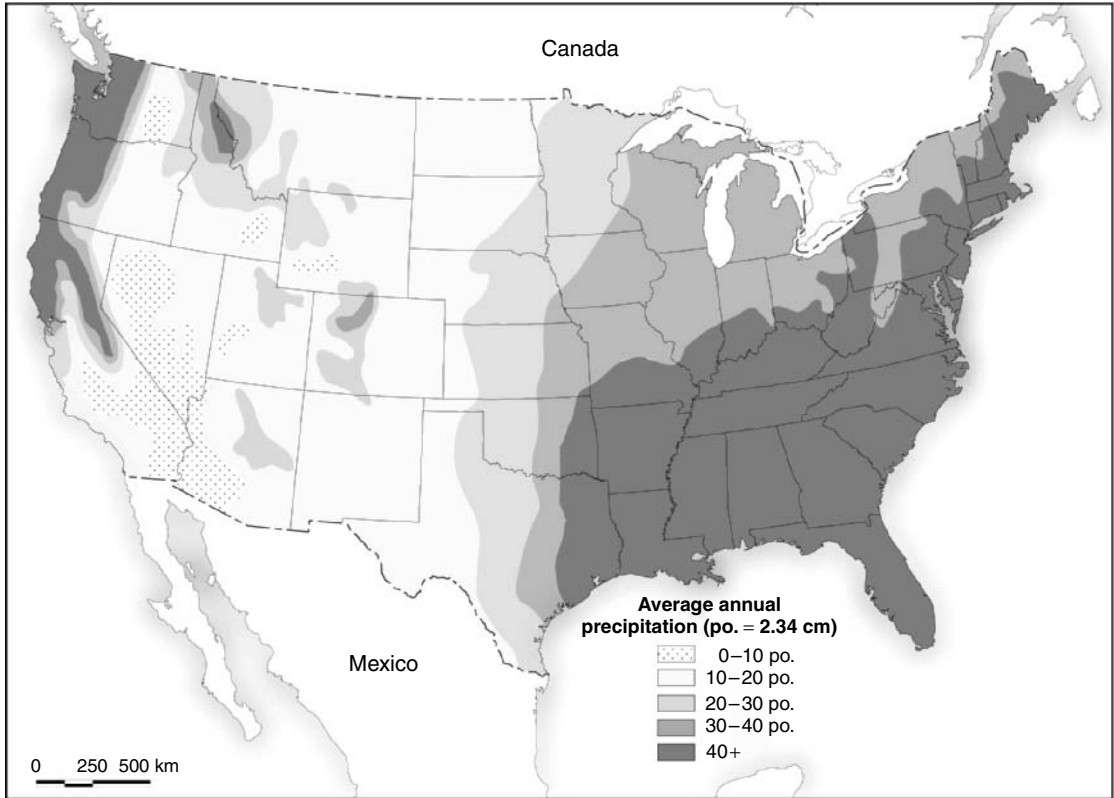 Canada
Mexico
Average annual
precipitation (po. = 2.34 cm)
0–10 po.
10–20 po.
20–30 po.
30–40 po.
40+
0 250 500 km